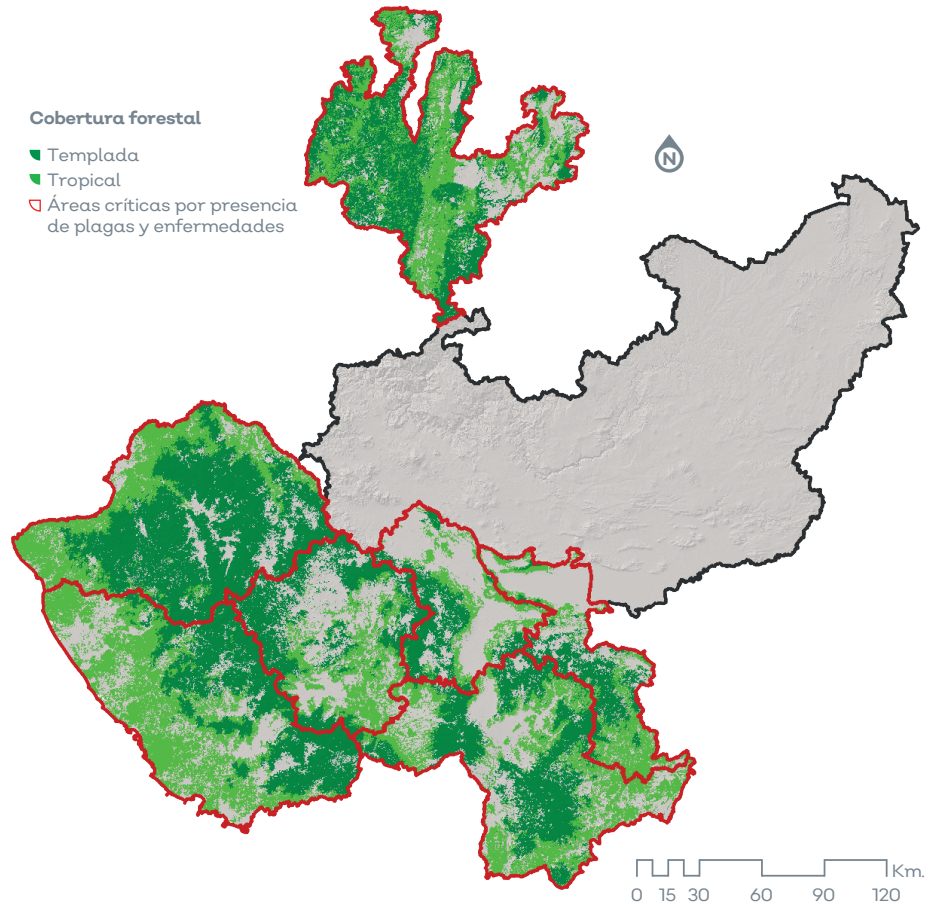 Cobertura forestal
Templada
Tropical
Áreas críticas por presencia
de plagas y enfermedades
N
Km.
0 15 30 60 90 120